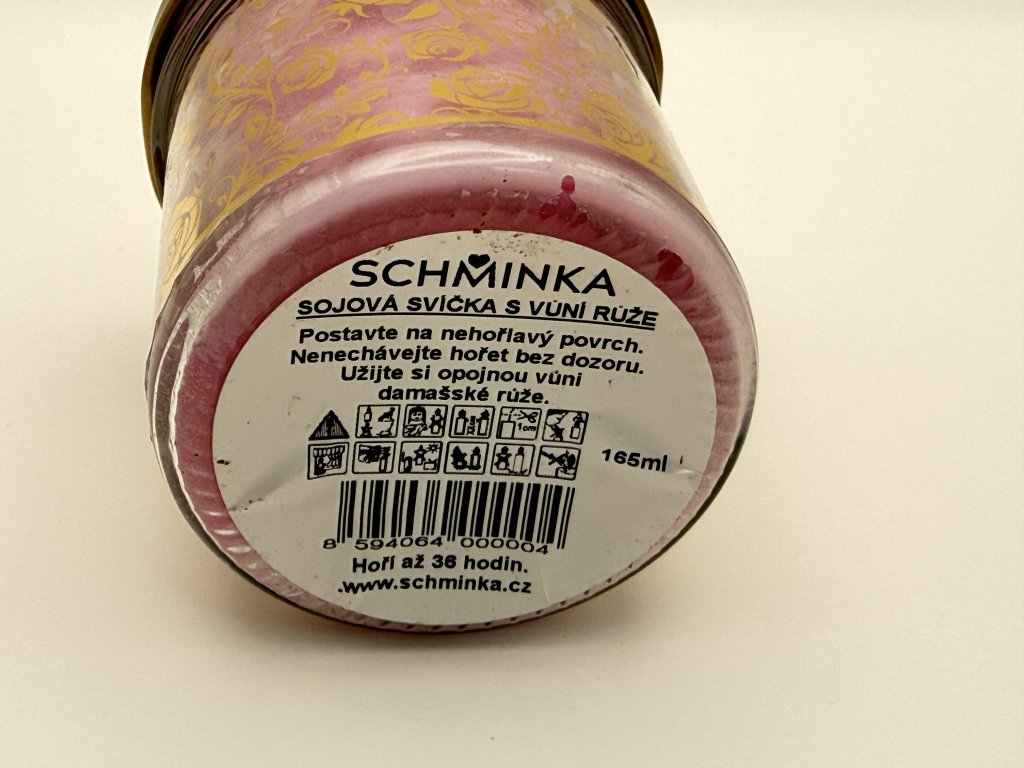 SCHMINKA
SOJOVÁ SVÍČKA S VŮNÍ RŮŽE
Postavte na nehořlavý povrch.
Nenechávejte hořet bez dozoru.
Užijte si opojnou vůni
damašské růže.
1cm
165ml
8 594064 000004
Hoří až 36 hodin.
www.schminka.cz